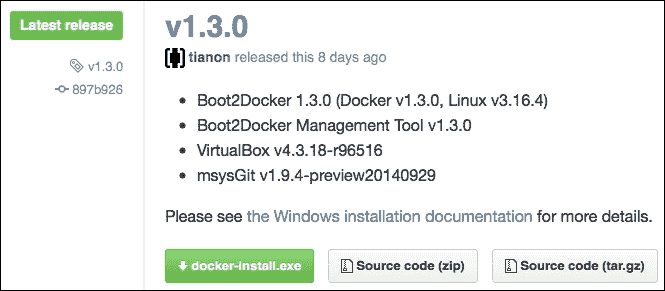 Latest release
v1.3.0
897b926
v1.3.0
tianon released this 8 days ago
Boot2Docker 1.3.0 (Docker v1.3.0, Linux v3.16.4)
Boot2Docker Management Tool v1.3.0
VirtualBox v4.3.18-r96516
msysGit v1.9.4-preview20140929
Please see the Windows installation documentation for more details.
docker-install.exe Source code (zip) Source code (tar.gz)